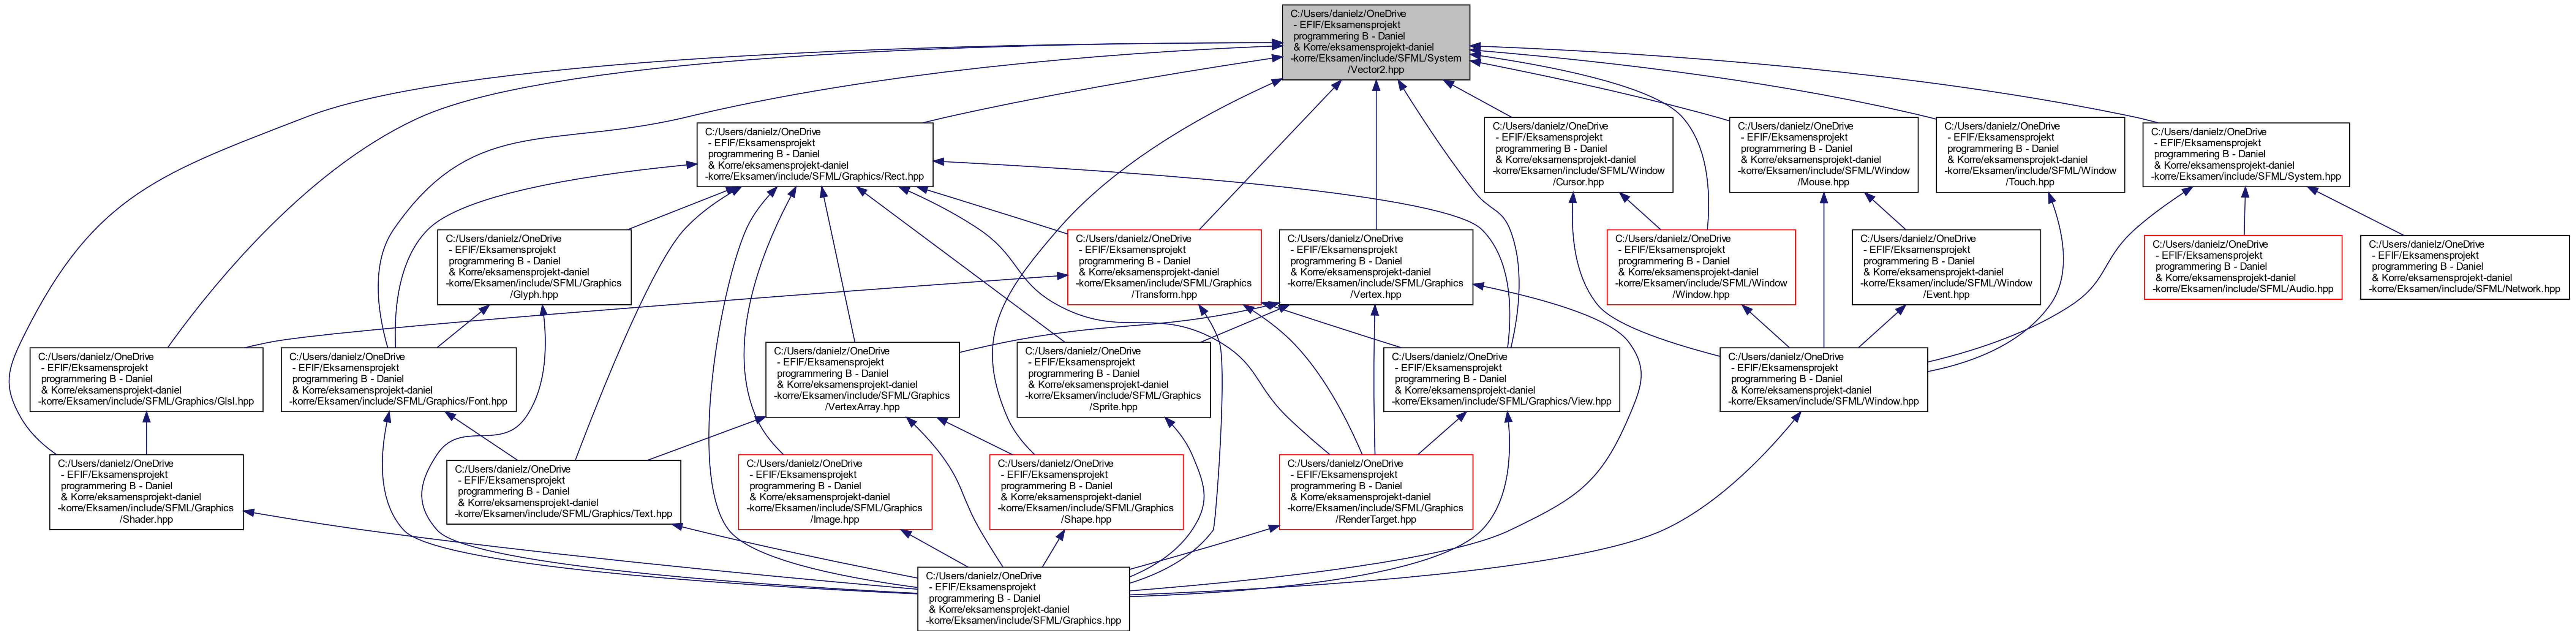 C:/Users/danielz/OneDrive
- EFIF/Eksamensprojekt
programmering B - Daniel
& Korre/eksamensprojekt-daniel
-korre/Eksamen/include/SFML/System
/Vector2.hpp
C:/Users/danielz/OneDrive
- EFIF/Eksamensprojekt
programmering B - Daniel
& Korre/eksamensprojekt-daniel
-korre/Eksamen/include/SFML/Graphics/Rect.hpp
C:/Users/danielz/OneDrive
- EFIF/Eksamensprojekt
programmering B - Daniel
& Korre/eksamensprojekt-daniel
-korre/Eksamen/include/SFML/Window
/Cursor.hpp
C:/Users/danielz/OneDrive
- EFIF/Eksamensprojekt
programmering B - Daniel
& Korre/eksamensprojekt-daniel
-korre/Eksamen/include/SFML/Window
/Mouse.hpp
C:/Users/danielz/OneDrive
- EFIF/Eksamensprojekt
programmering B - Daniel
& Korre/eksamensprojekt-daniel
-korre/Eksamen/include/SFML/Window
/Touch.hpp
C:/Users/danielz/OneDrive
- EFIF/Eksamensprojekt
programmering B - Daniel
& Korre/eksamensprojekt-daniel
-korre/Eksamen/include/SFML/System.hpp
C:/Users/danielz/OneDrive
- EFIF/Eksamensprojekt
programmering B - Daniel
& Korre/eksamensprojekt-daniel
-korre/Eksamen/include/SFML/Graphics
/Glyph.hpp
C:/Users/danielz/OneDrive
- EFIF/Eksamensprojekt
programmering B - Daniel
& Korre/eksamensprojekt-daniel
-korre/Eksamen/include/SFML/Graphics
/Transform.hpp
C:/Users/danielz/OneDrive
- EFIF/Eksamensprojekt
programmering B - Daniel
& Korre/eksamensprojekt-daniel
-korre/Eksamen/include/SFML/Graphics
/Vertex.hpp
C:/Users/danielz/OneDrive
- EFIF/Eksamensprojekt
programmering B - Daniel
& Korre/eksamensprojekt-daniel
-korre/Eksamen/include/SFML/Window
/Window.hpp
C:/Users/danielz/OneDrive
- EFIF/Eksamensprojekt
programmering B - Daniel
& Korre/eksamensprojekt-daniel
-korre/Eksamen/include/SFML/Window
/Event.hpp
C:/Users/danielz/OneDrive
- EFIF/Eksamensprojekt
programmering B - Daniel
& Korre/eksamensprojekt-daniel
-korre/Eksamen/include/SFML/Audio.hpp
C:/Users/danielz/OneDrive
- EFIF/Eksamensprojekt
programmering B - Daniel
& Korre/eksamensprojekt-daniel
-korre/Eksamen/include/SFML/Network.hpp
C:/Users/danielz/OneDrive
- EFIF/Eksamensprojekt
programmering B - Daniel
& Korre/eksamensprojekt-daniel
-korre/Eksamen/include/SFML/Graphics/Glsl.hpp
C:/Users/danielz/OneDrive
- EFIF/Eksamensprojekt
programmering B - Daniel
& Korre/eksamensprojekt-daniel
-korre/Eksamen/include/SFML/Graphics/Font.hpp
C:/Users/danielz/OneDrive
- EFIF/Eksamensprojekt
programmering B - Daniel
& Korre/eksamensprojekt-daniel
-korre/Eksamen/include/SFML/Graphics
/VertexArray.hpp
C:/Users/danielz/OneDrive
- EFIF/Eksamensprojekt
programmering B - Daniel
& Korre/eksamensprojekt-daniel
-korre/Eksamen/include/SFML/Graphics
/Sprite.hpp
C:/Users/danielz/OneDrive
- EFIF/Eksamensprojekt
programmering B - Daniel
& Korre/eksamensprojekt-daniel
-korre/Eksamen/include/SFML/Graphics/View.hpp
C:/Users/danielz/OneDrive
- EFIF/Eksamensprojekt
programmering B - Daniel
& Korre/eksamensprojekt-daniel
-korre/Eksamen/include/SFML/Window.hpp
C:/Users/danielz/OneDrive
- EFIF/Eksamensprojekt
programmering B - Daniel
& Korre/eksamensprojekt-daniel
-korre/Eksamen/include/SFML/Graphics
/Shader.hpp
C:/Users/danielz/OneDrive
- EFIF/Eksamensprojekt
programmering B - Daniel
& Korre/eksamensprojekt-daniel
-korre/Eksamen/include/SFML/Graphics/Text.hpp
C:/Users/danielz/OneDrive
- EFIF/Eksamensprojekt
programmering B - Daniel
& Korre/eksamensprojekt-daniel
-korre/Eksamen/include/SFML/Graphics
/Image.hpp
C:/Users/danielz/OneDrive
- EFIF/Eksamensprojekt
programmering B - Daniel
& Korre/eksamensprojekt-daniel
-korre/Eksamen/include/SFML/Graphics
/Shape.hpp
C:/Users/danielz/OneDrive
- EFIF/Eksamensprojekt
programmering B - Daniel
& Korre/eksamensprojekt-daniel
-korre/Eksamen/include/SFML/Graphics
/RenderTarget.hpp
C:/Users/danielz/OneDrive
- EFIF/Eksamensprojekt
programmering B - Daniel
& Korre/eksamensprojekt-daniel
-korre/Eksamen/include/SFML/Graphics.hpp